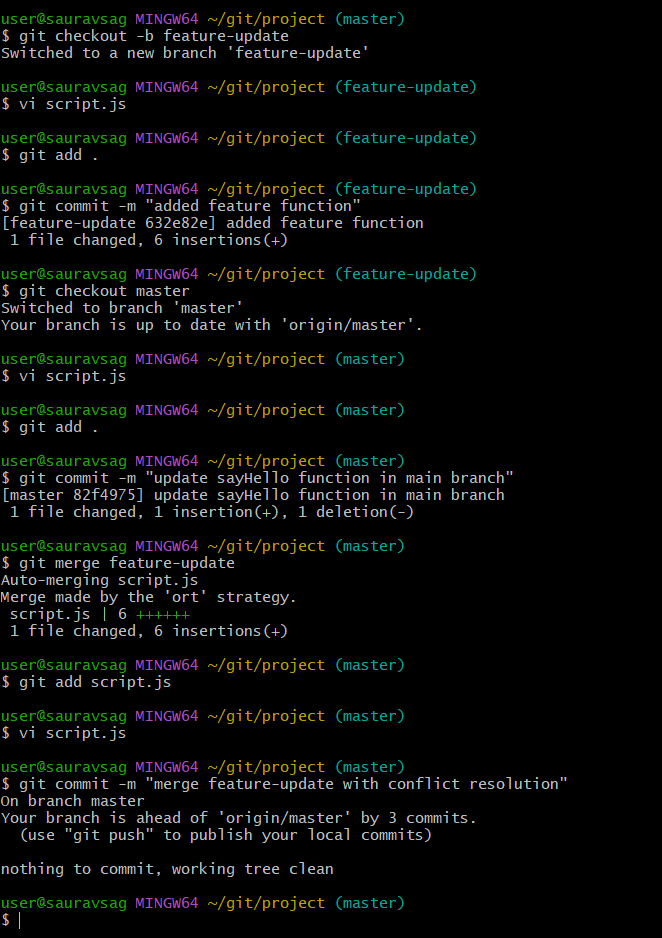 user@sauravsag MINGW64 ~/git/project (master)
$ git checkout -b feature-update
Switched to a new branch 'feature-update'
user@sauravsag MINGW64 ~/git/project (feature-update)
$ vi script.js
user@sauravsag MINGW64 ~/git/project (feature-update)
$ git add .
user@sauravsag MINGW64 ~/git/project (feature-update)
$ git commit -m "added feature function"
[feature-update 632e82e] added feature function
 1 file changed, 6 insertions(+)
user@sauravsag MINGW64 ~/git/project (feature-update)
$ git checkout master
Switched to branch 'master'
Your branch is up to date with 'origin/master'.
user@sauravsag MINGW64 ~/git/project (master)
$ vi script.js
user@sauravsag MINGW64 ~/git/project (master)
$ git add .
user@sauravsag MINGW64 ~/git/project (master)
$ git commit -m "update sayHello function in main branch"
[master 82f4975] update sayHello function in main branch
 1 file changed, 1 insertion(+), 1 deletion(-)
user@sauravsag MINGW64 ~/git/project (master)
$ git merge feature-update
Auto-merging script.js
Merge made by the 'ort' strategy.
 script.js | 6 ++++++
 1 file changed, 6 insertions(+)
user@sauravsag MINGW64 ~/git/project (master)
$ git add script.js
user@sauravsag MINGW64 ~/git/project (master)
$ vi script.js
user@sauravsag MINGW64 ~/git/project (master)
$ git commit -m "merge feature-update with conflict resolution"
On branch master
Your branch is ahead of 'origin/master' by 3 commits.
  (use "git push" to publish your local commits)
nothing to commit, working tree clean
user@sauravsag MINGW64 ~/git/project (master)
$